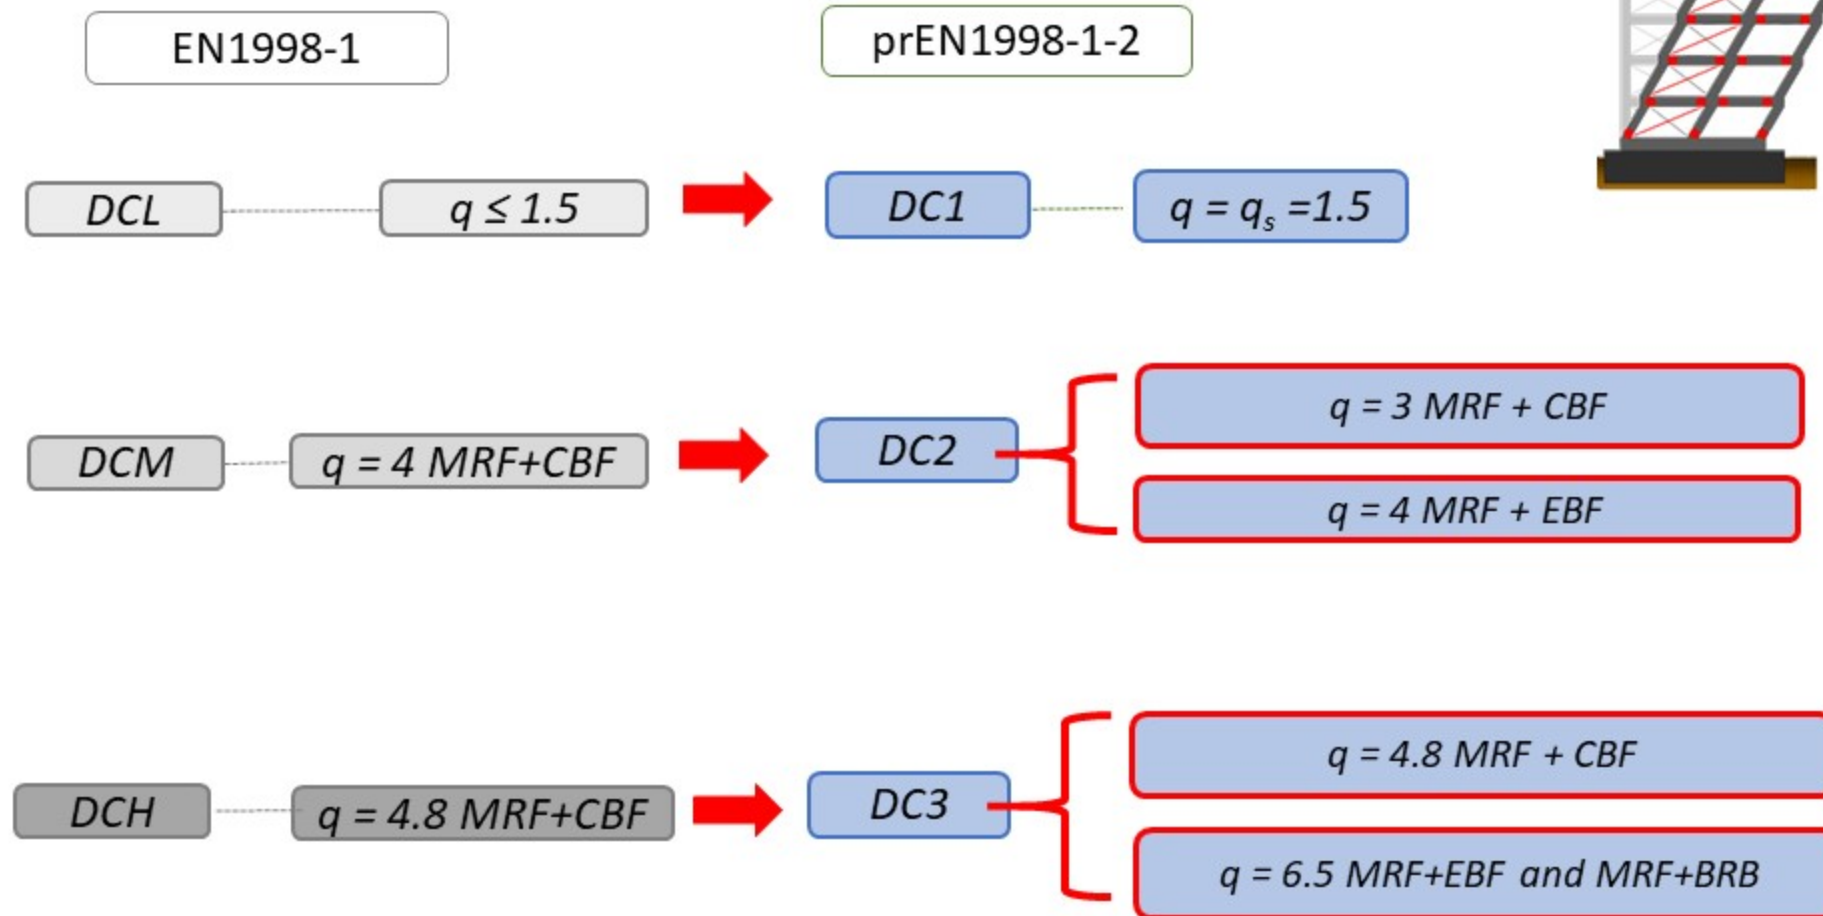 EN1998-1
prEN1998-1-2
DCL
q ≤ 1.5
DC1
q = qs =1.5
DCM
q = 4 MRF+CBF
DC2
q = 3 MRF + CBF
q = 4 MRF + EBF
DCH
q = 4.8 MRF+CBF
DC3
q = 4.8 MRF + CBF
q = 6.5 MRF+EBF and MRF+BRB